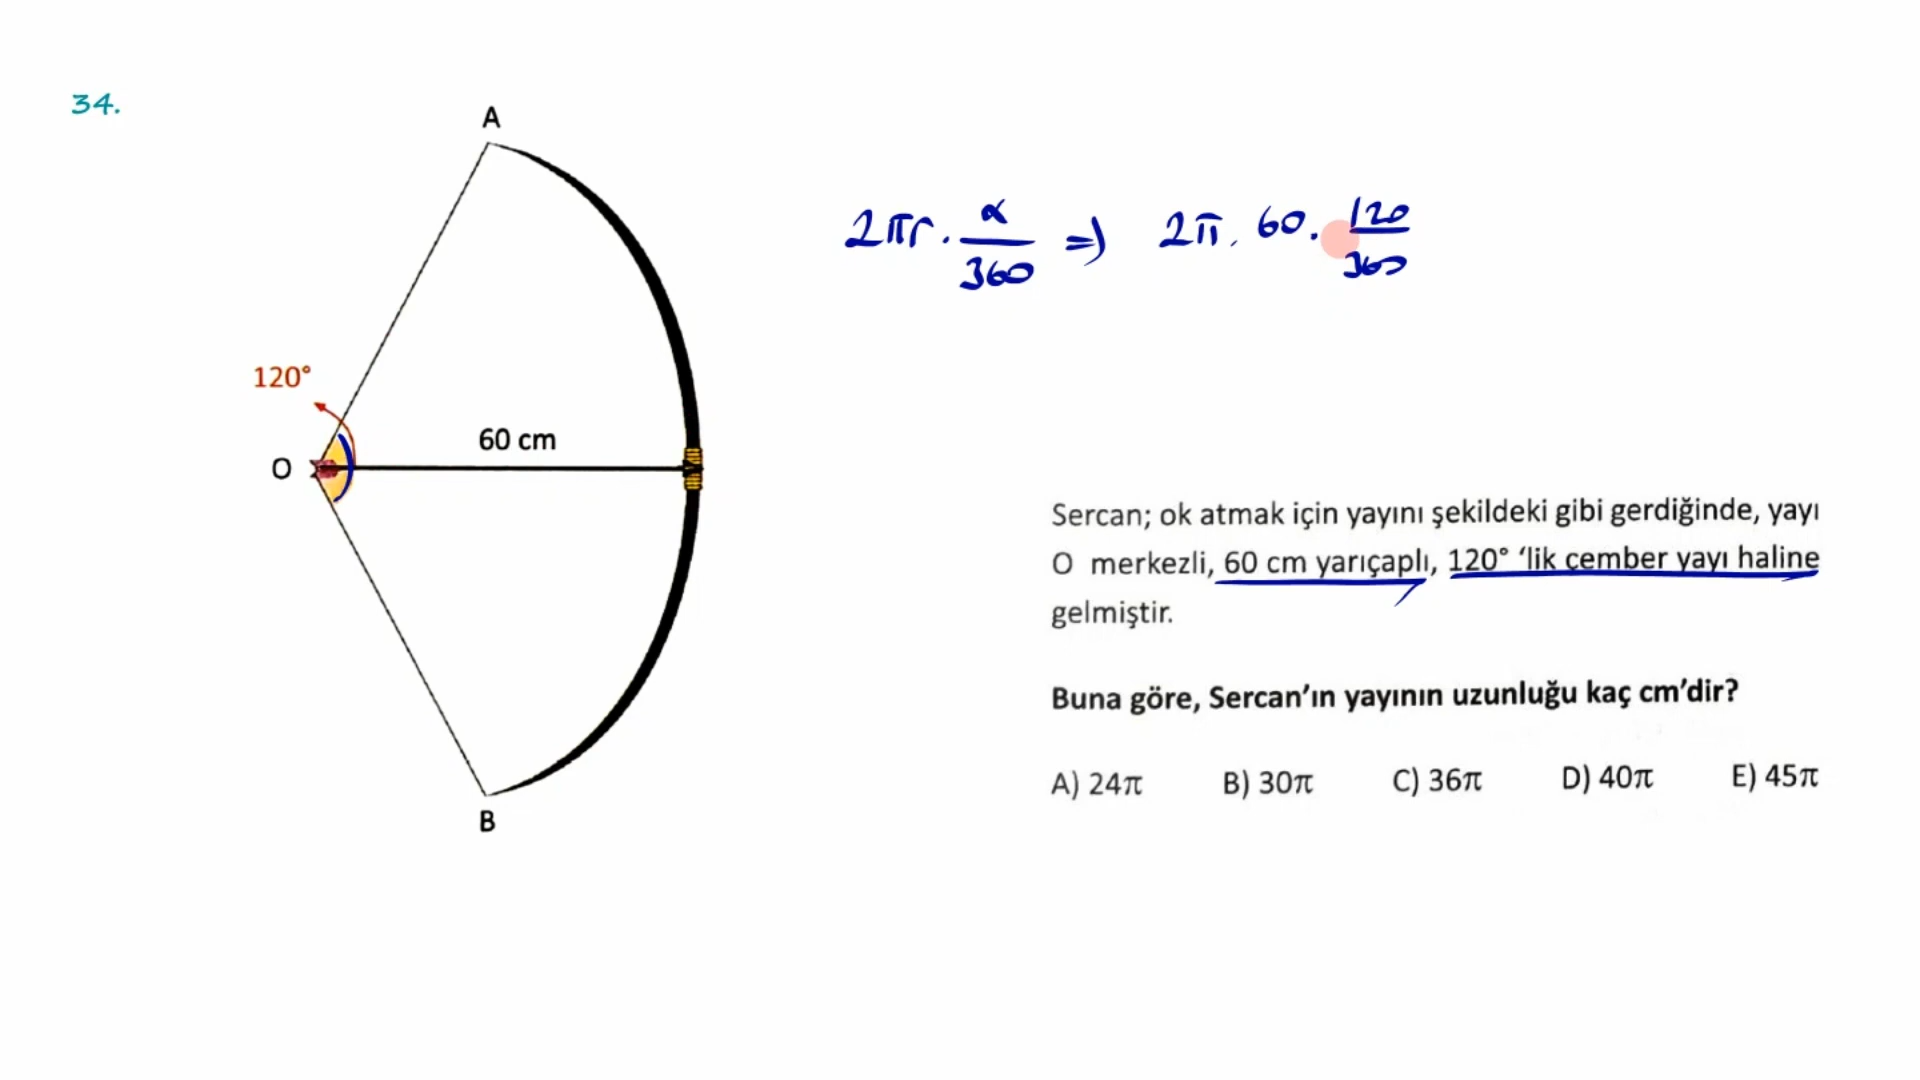 34.
A
2πr . α/360 ⇒ 2π . 60 . 120/360
120°
60 cm
O
B
Sercan; ok atmak için yayını şekildeki gibi gerdiğinde, yayı
O merkezli, 60 cm yarıçaplı, 120° ‘lik çember yayı haline
gelmiştir.
Buna göre, Sercan’ın yayının uzunluğu kaç cm’dir?
A) 24π B) 30π C) 36π D) 40π E) 45π